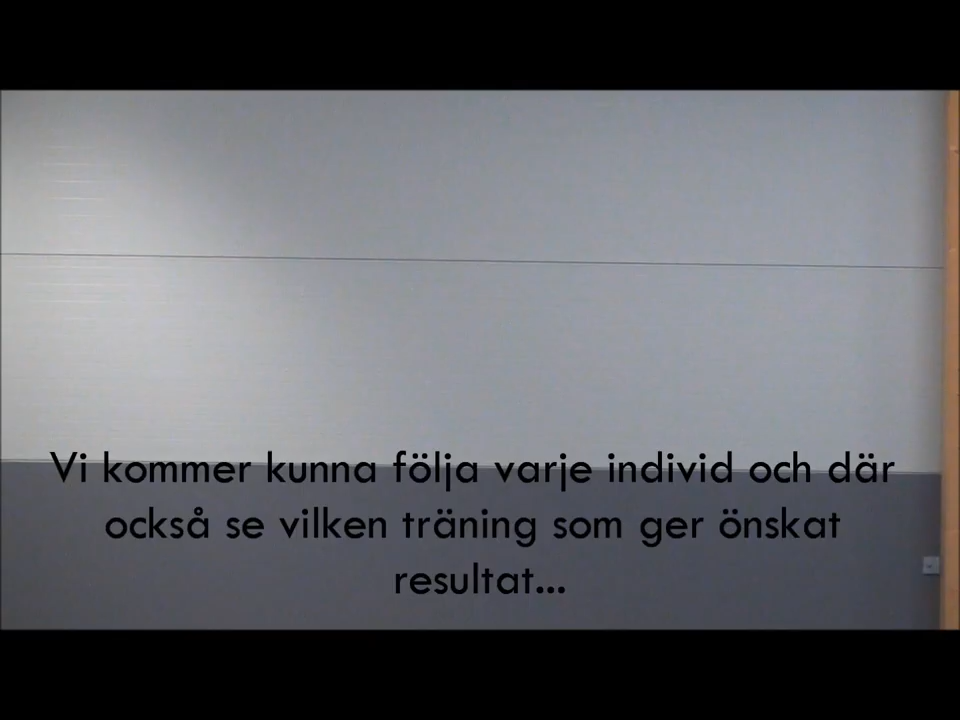 Vi kommer kunna följa varje individ och där
också se vilken träning som ger önskat
resultat...